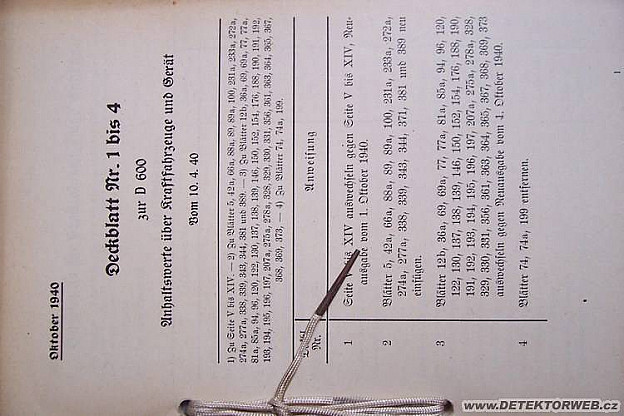 Oktober 1940
Deckblatt Nr. 1 bis 4
zur D 600
Anhaltswerte über Kraftfahrzeuge und Gerät
Vom 10. 4. 40
1) Zu Seite V bis XIV. — 2) Zu Blätter 5, 42a, 66a, 88a, 89, 89a, 100, 231a, 233a, 272a,
274a, 277a, 338, 339, 343, 344, 381 und 389. — 3) Zu Blätter 12b, 36a, 69, 69a, 77, 77a,
81a, 85a, 94, 96, 120, 122, 130, 137, 138, 139, 146, 150, 152, 154, 176, 188, 190, 191, 192,
193, 194, 195, 196, 197, 207a, 275a, 278a, 328, 329, 330, 331, 356, 361, 363, 364, 365, 367,
368, 369, 373, — 4) Zu Blätter 74, 74a, 199.
Nr.
Anweisung
1 Seite bis XIV auswechseln gegen Seite V bis XIV, Neu-
ausgabe vom 1. Oktober 1940.
2 Blätter 5, 42a, 66a, 88a, 89, 89a, 100, 231a, 233a, 272a,
274a, 277a, 338, 339, 343, 344, 371, 381 und 389 neu
einfügen.
3 Blätter 12b, 36a, 69, 69a, 77, 77a, 81a, 85a, 94, 96, 120,
122, 130, 137, 138, 139, 146, 150, 152, 154, 176, 188, 190,
191, 192, 193, 194, 195, 196, 197, 207a, 275a, 278a, 328,
329, 330, 331, 356, 361, 363, 364, 365, 367, 368, 369, 373
auswechseln gegen Neuausgabe vom 1. Oktober 1940.
4 Blätter 74, 74a, 199 entfernen.
1
www.DETEKTORWEB.cz